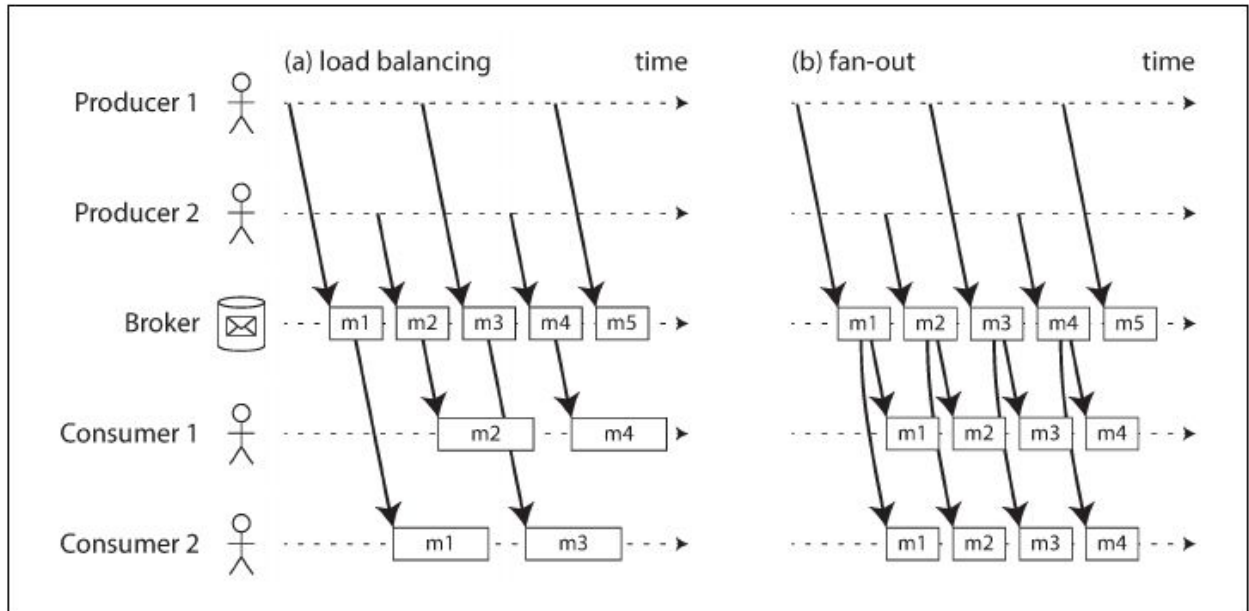 (a) load balancing time (b) fan-out time
Producer 1
Producer 2
Broker m1 m2 m3 m4 m5 m1 m2 m3 m4 m5
Consumer 1 m2 m4 m1 m2 m3 m4
Consumer 2 m1 m3 m1 m2 m3 m4